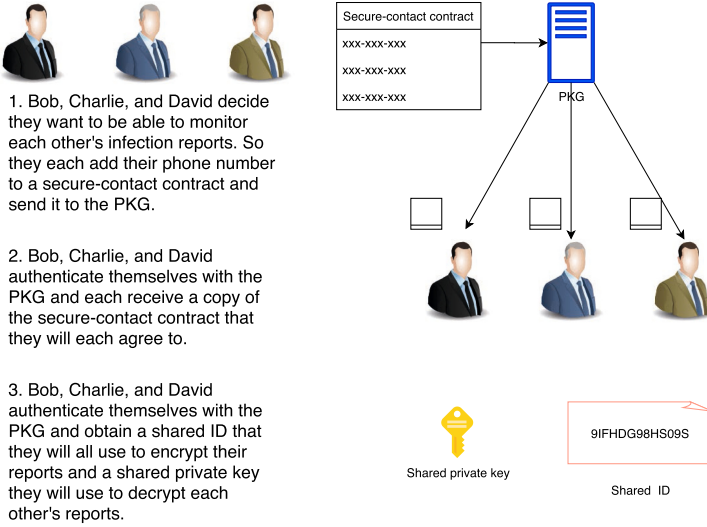 1. Bob, Charlie, and David decide
they want to be able to monitor
each other's infection reports. So
they each add their phone number
to a secure-contact contract and
send it to the PKG.
Secure-contact contract
xxx-xxx-xxx
xxx-xxx-xxx
xxx-xxx-xxx
PKG
2. Bob, Charlie, and David
authenticate themselves with the
PKG and each receive a copy of
the secure-contact contract that
they will each agree to.
3. Bob, Charlie, and David
authenticate themselves with the
PKG and obtain a shared ID that
they will all use to encrypt their
reports and a shared private key
they will use to decrypt each
other's reports.
Shared private key
9IFHDG98HS09S
Shared ID